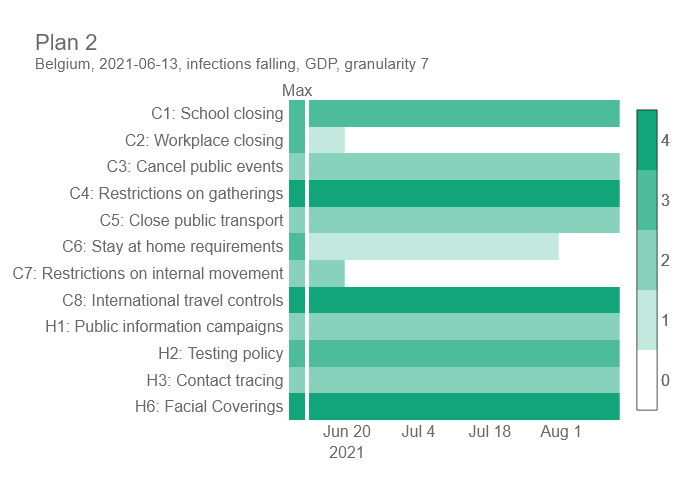 Plan 2
Belgium, 2021-06-13, infections falling, GDP, granularity 7
Max
C1: School closing
C2: Workplace closing
C3: Cancel public events
C4: Restrictions on gatherings
C5: Close public transport
C6: Stay at home requirements
C7: Restrictions on internal movement
C8: International travel controls
H1: Public information campaigns
H2: Testing policy
H3: Contact tracing
H6: Facial Coverings
Jun 20 Jul 4 Jul 18 Aug 1
2021
4
3
2
1
0